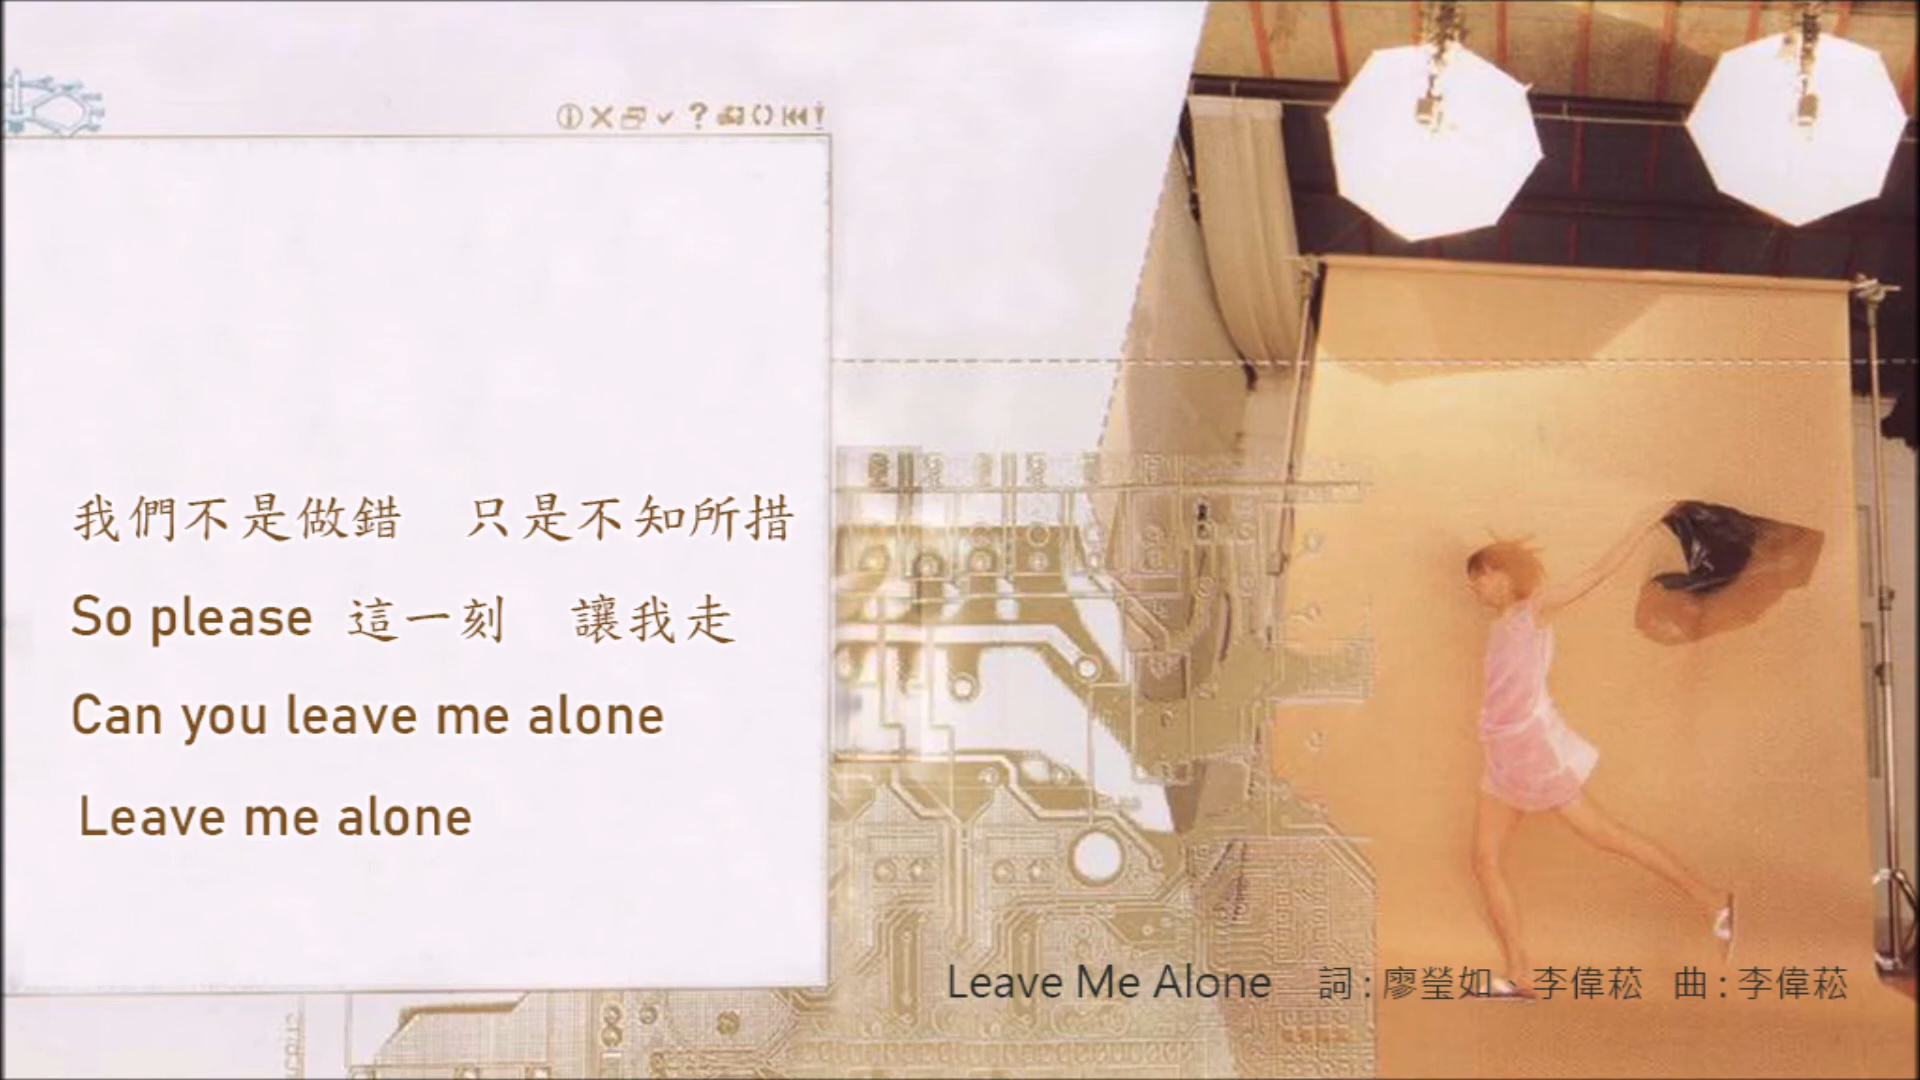 我們不是做錯　只是不知所措
So please 這一刻　讓我走
Can you leave me alone
Leave me alone
Leave Me Alone　詞 : 廖瑩如、李偉菘　曲 : 李偉菘